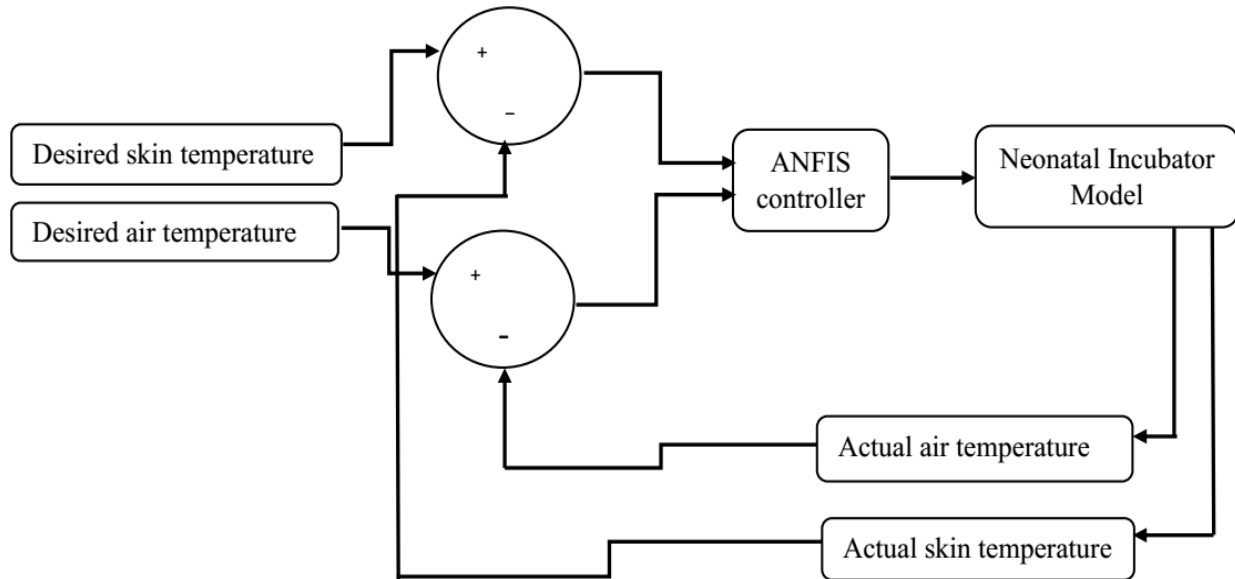 +
−
Desired skin temperature
Desired air temperature
+
-
ANFIS
controller
Neonatal Incubator
Model
Actual air temperature
Actual skin temperature